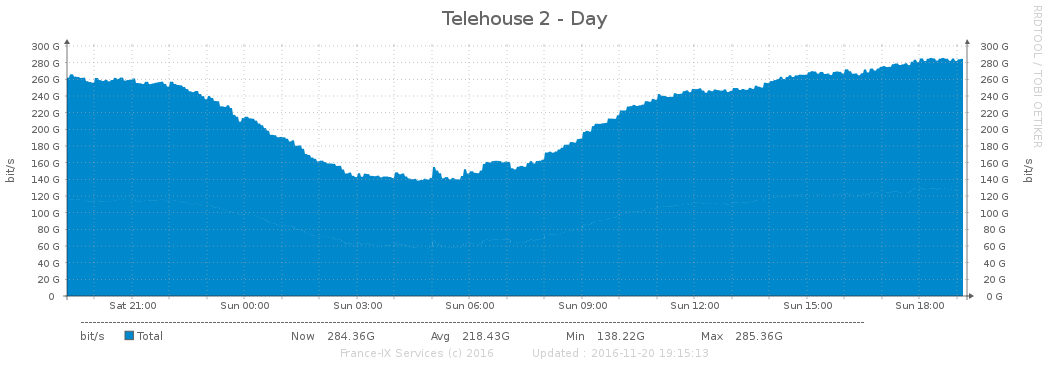 Telehouse 2 - Day
RRDTOOL / TOBI OETIKER
bit/s
300 G 300 G
280 G 280 G
260 G 260 G
240 G 240 G
220 G 220 G
200 G 200 G
180 G 180 G
160 G 160 G
140 G 140 G
120 G 120 G
100 G 100 G
80 G 80 G
60 G 60 G
40 G 40 G
20 G 20 G
0 0 G
bit/s
Sat 21:00 Sun 00:00 Sun 03:00 Sun 06:00 Sun 09:00 Sun 12:00 Sun 15:00 Sun 18:00
bit/s Total Now 284.36G Avg 218.43G Min 138.22G Max 285.36G
France-IX Services (c) 2016 Updated : 2016-11-20 19:15:13